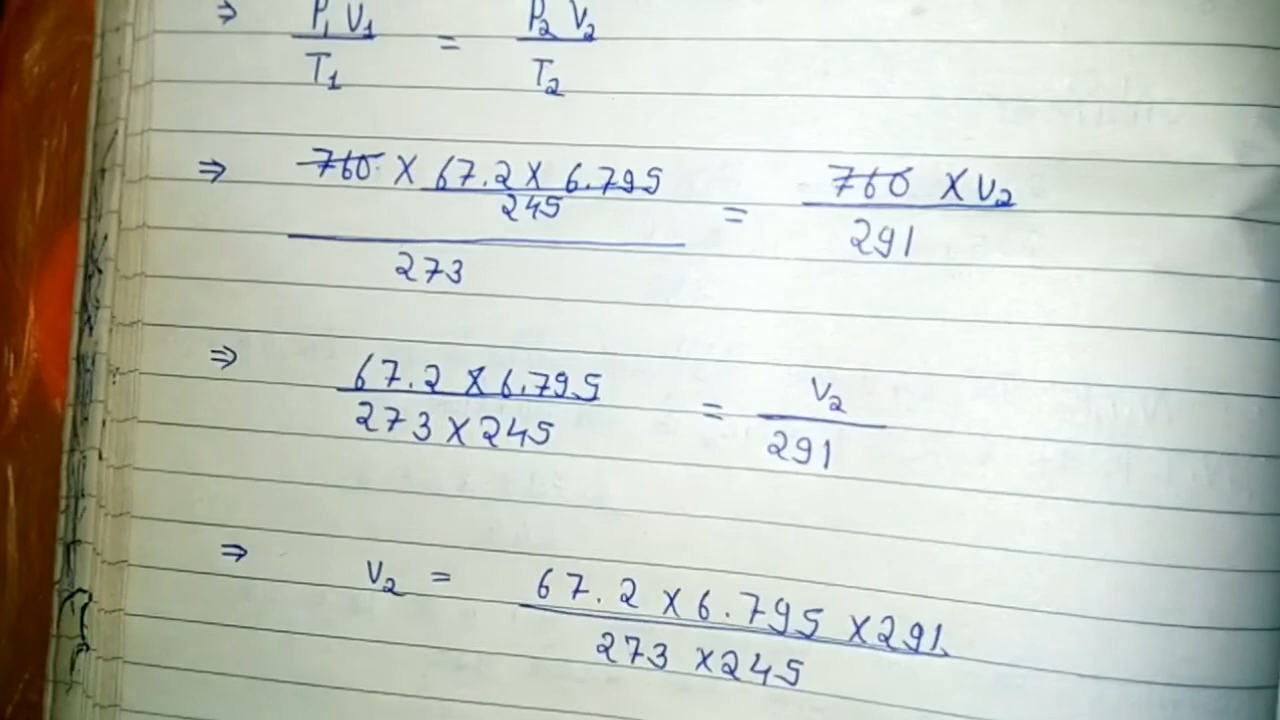 ⇒ P₁ V₁ / T₁ = P₂ V₂ / T₂
⇒ (760 × (67.2 × 6.795 / 245)) / 273 = 760 × V₂ / 291
⇒ 67.2 × 6.795 / 273 × 245 = V₂ / 291
⇒ V₂ = 67.2 × 6.795 × 291 / 273 × 245